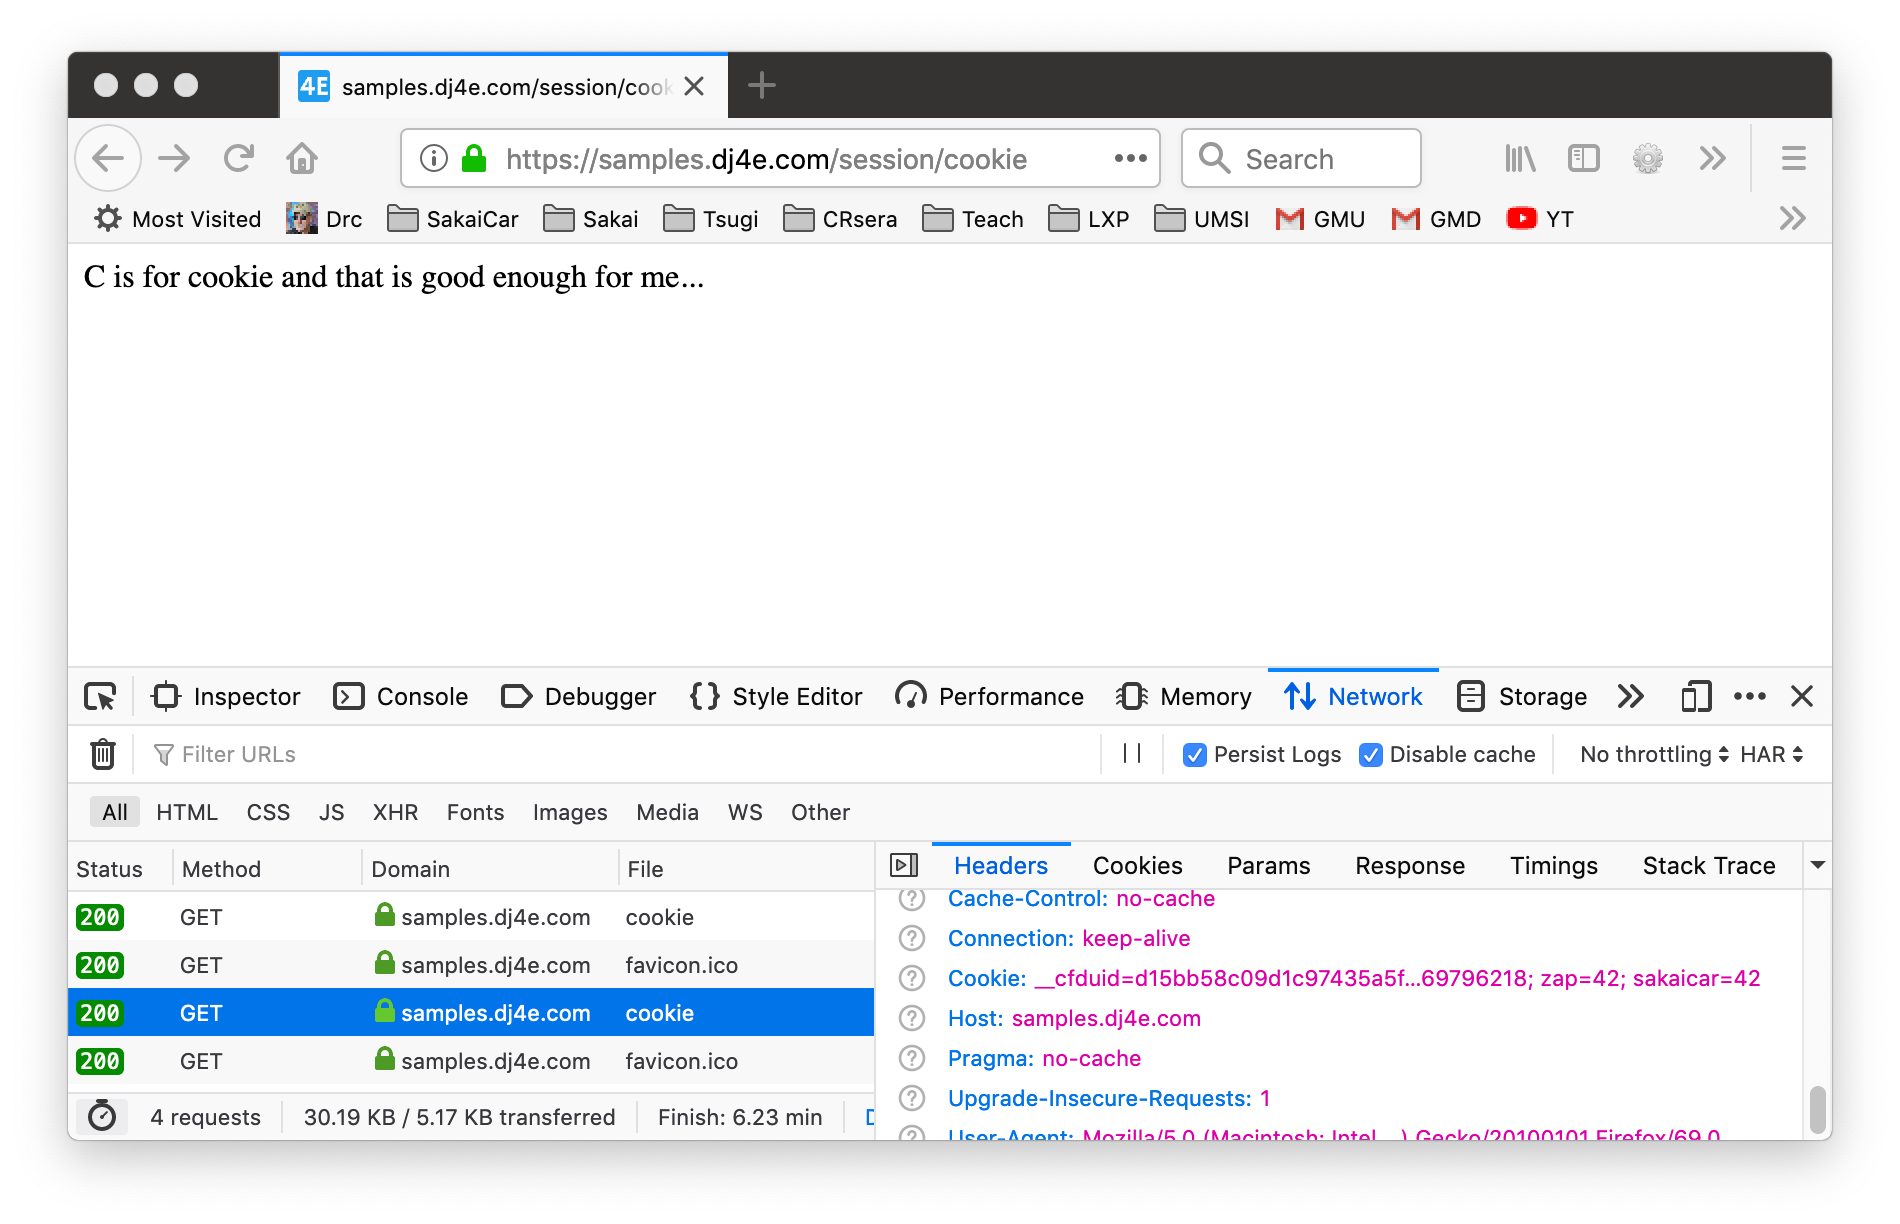 4E samples.dj4e.com/session/cook
https://samples.dj4e.com/session/cookie Search
Most Visited Drc SakaiCar Sakai Tsugi CRsera Teach LXP UMSI GMU GMD YT
C is for cookie and that is good enough for me...
Inspector Console Debugger Style Editor Performance Memory Network Storage
Filter URLs Persist Logs Disable cache No throttling HAR
All HTML CSS JS XHR Fonts Images Media WS Other
Status Method Domain File
200 GET samples.dj4e.com cookie
200 GET samples.dj4e.com favicon.ico
200 GET samples.dj4e.com cookie
200 GET samples.dj4e.com favicon.ico
4 requests 30.19 KB / 5.17 KB transferred Finish: 6.23 min
Headers Cookies Params Response Timings Stack Trace
Cache-Control: no-cache
Connection: keep-alive
Cookie: __cfduid=d15bb58c09d1c97435a5f...69796218; zap=42; sakaicar=42
Host: samples.dj4e.com
Pragma: no-cache
Upgrade-Insecure-Requests: 1
User-Agent: Mozilla/5.0 (Macintosh; Intel ...) Gecko/20100101 Firefox/69.0